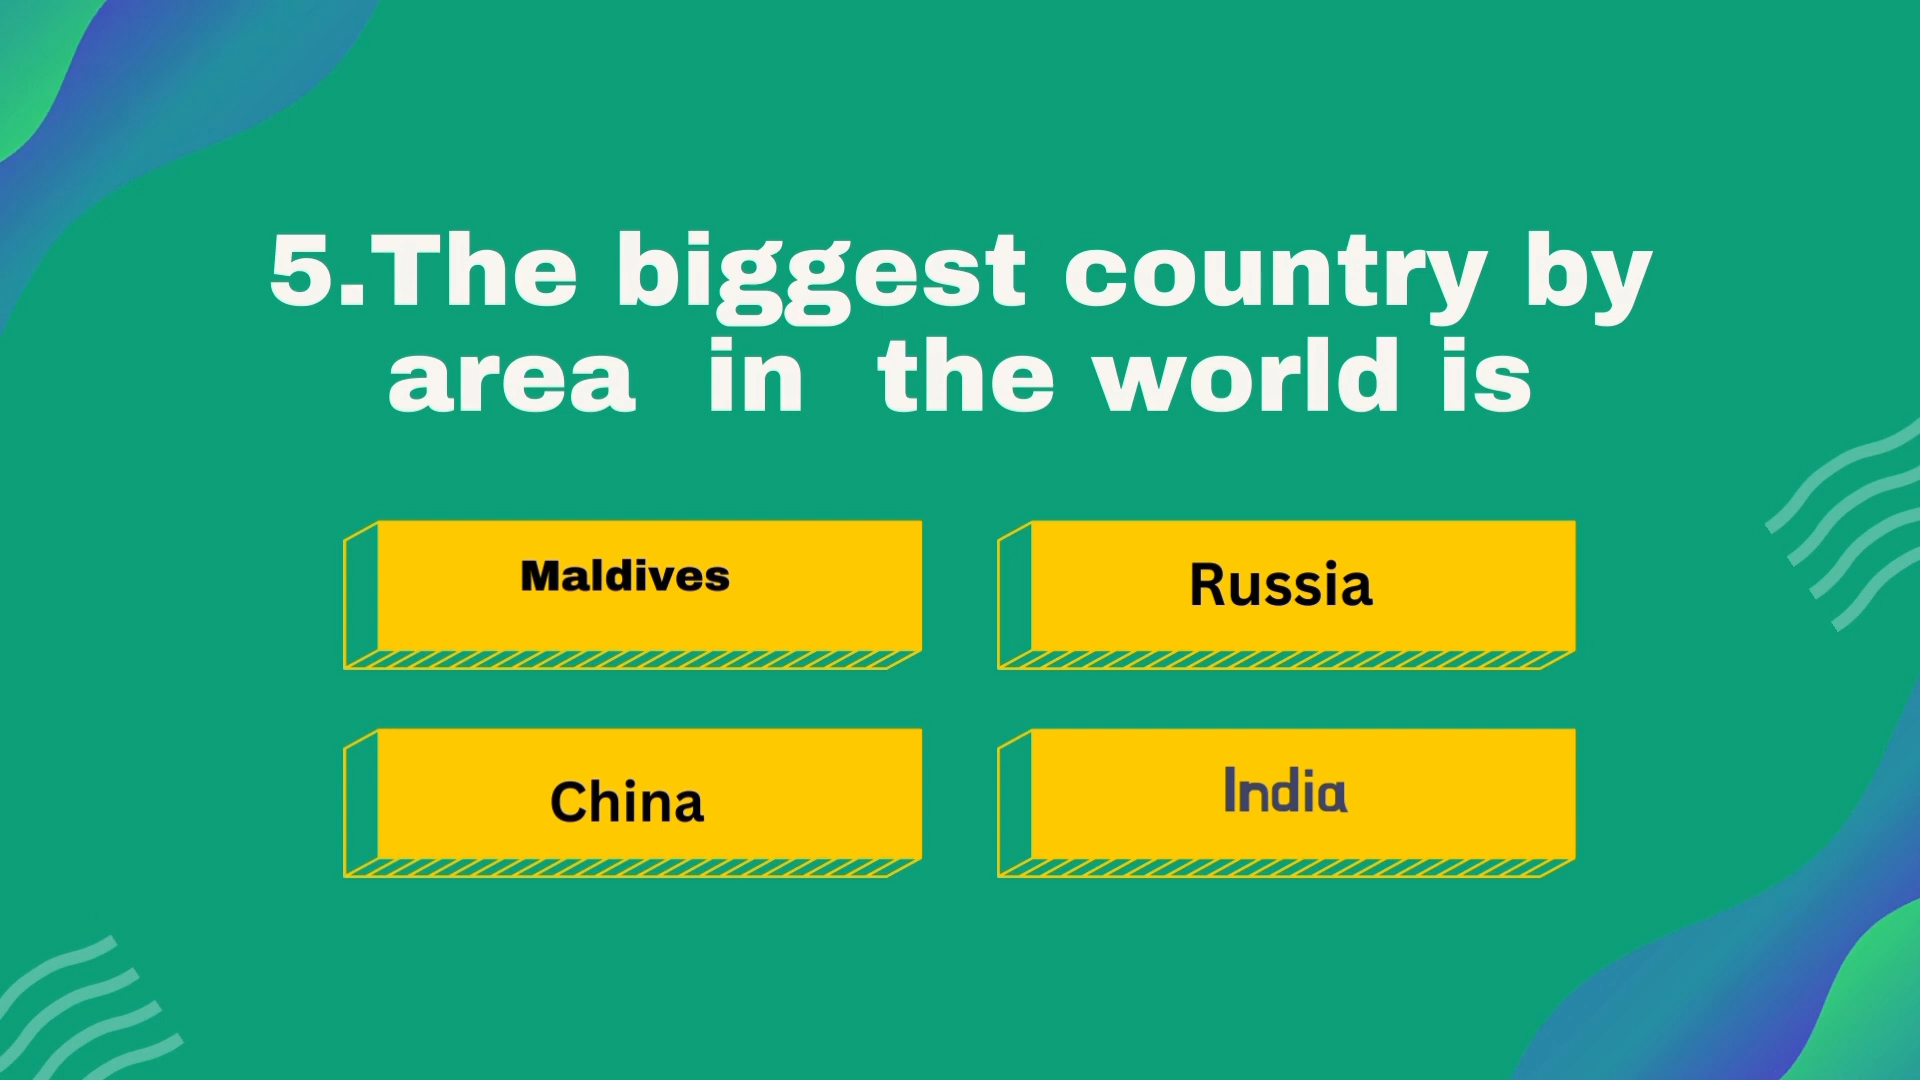 5.The biggest country by
area in the world is
Maldives
Russia
China
India